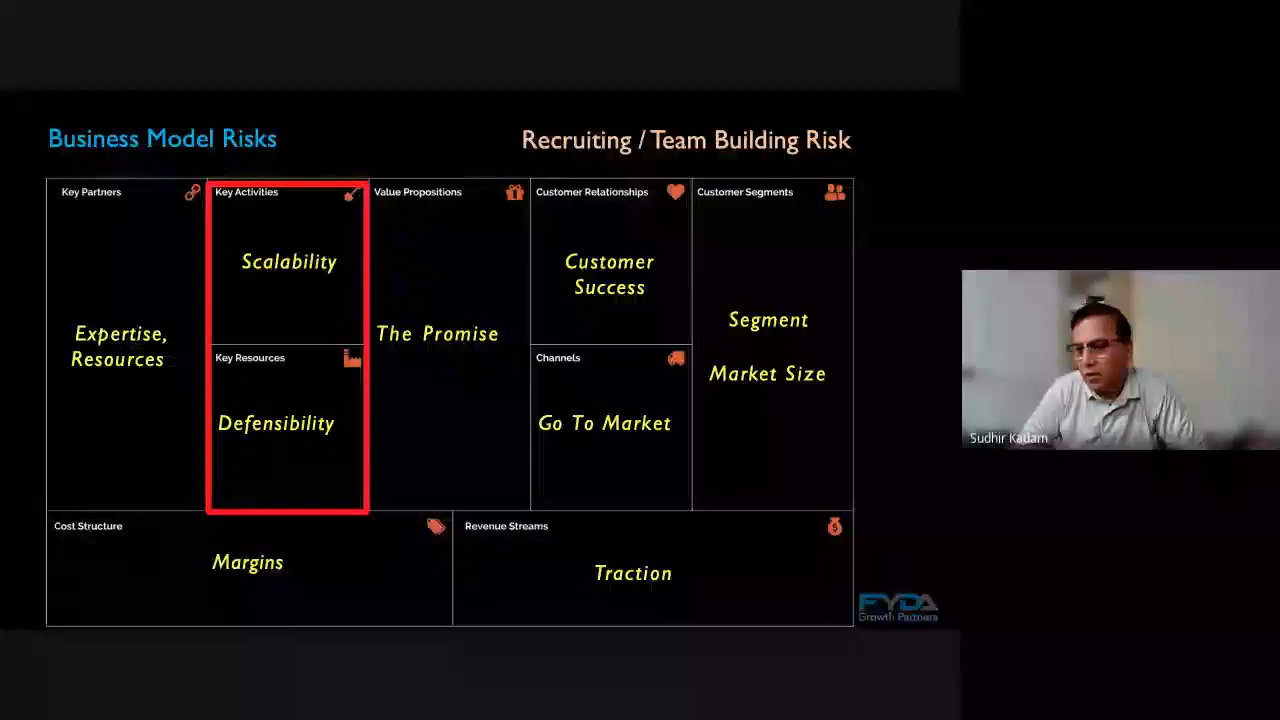 Business Model Risks
Recruiting / Team Building Risk
Key Partners
Expertise,
Resources
Key Activities
Scalability
Key Resources
Defensibility
Value Propositions
The Promise
Customer Relationships
Customer
Success
Channels
Go To Market
Customer Segments
Segment
Market Size
Cost Structure
Margins
Revenue Streams
$
Traction
FYDA
Growth Partners
Sudhir Kadam